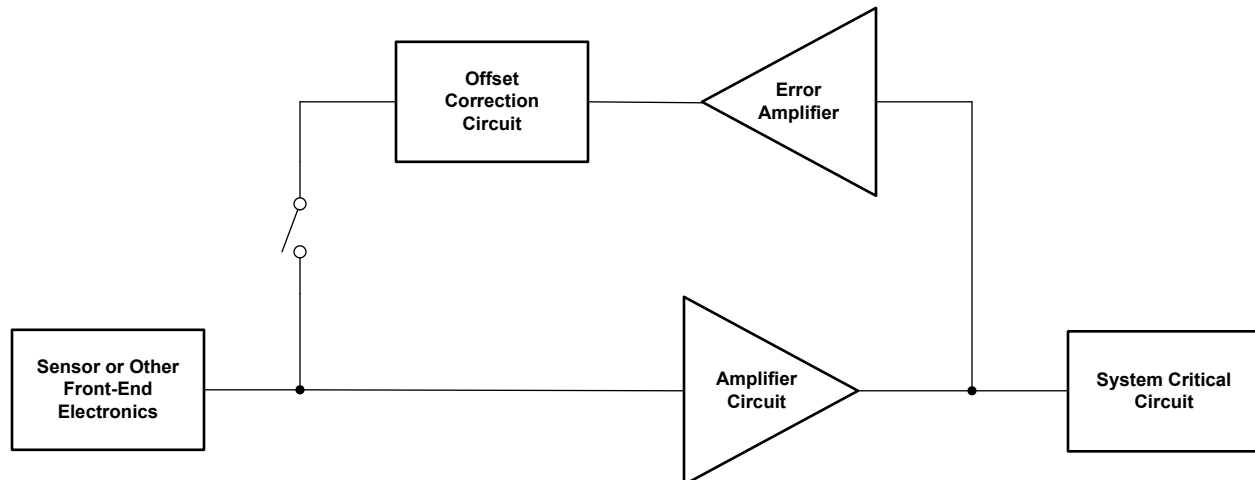 Offset
Correction
Circuit
Error
Amplifier
Sensor or Other
Front-End
Electronics
Amplifier
Circuit
System Critical
Circuit